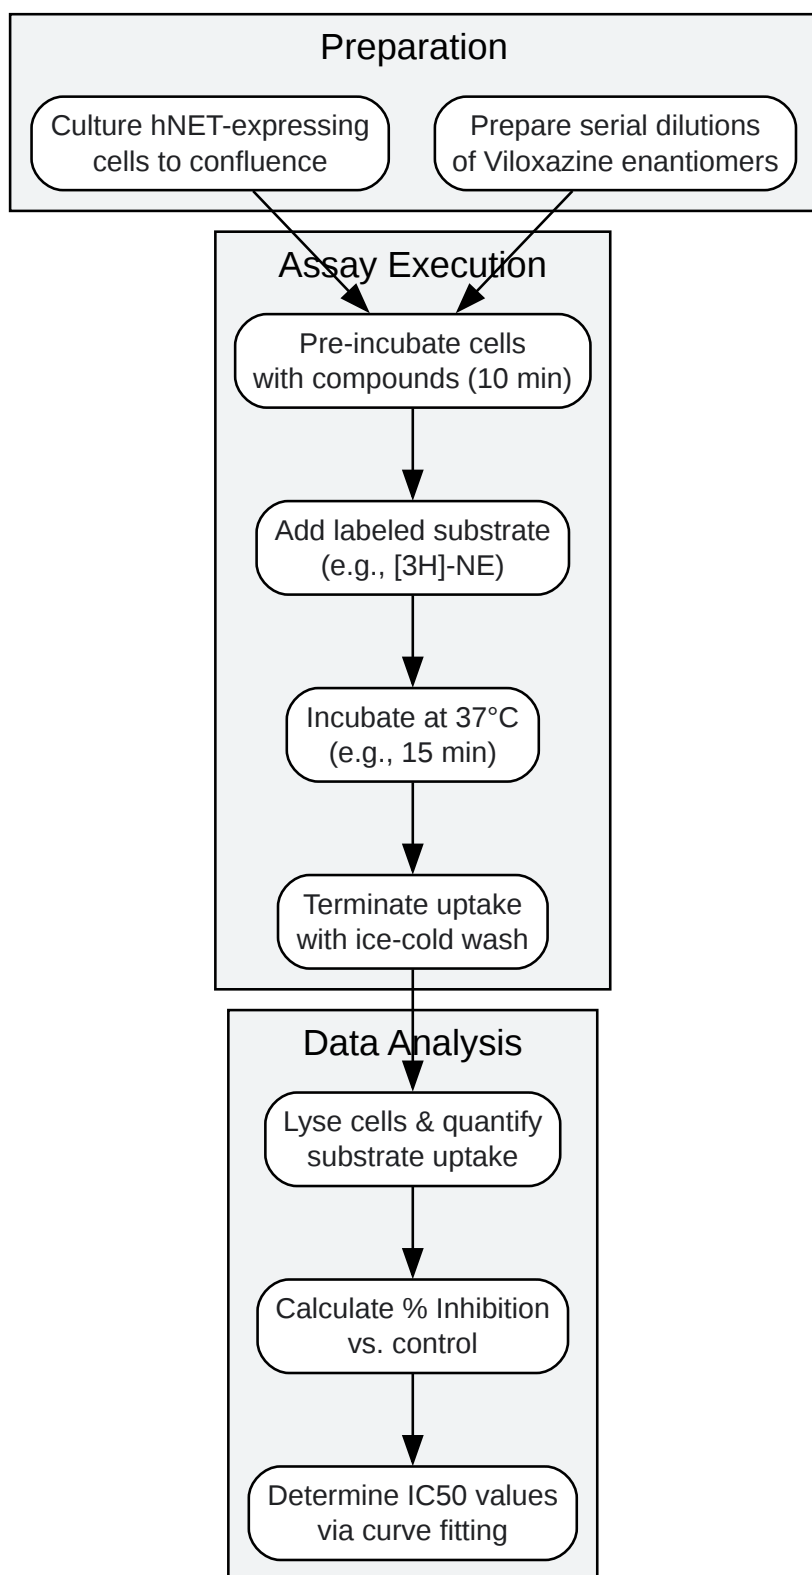 Preparation
Culture hNET-expressing
cells to confluence
Prepare serial dilutions
of Viloxazine enantiomers
Assay Execution
Pre-incubate cells
with compounds (10 min)
Add labeled substrate
(e.g., [3H]-NE)
Incubate at 37°C
(e.g., 15 min)
Terminate uptake
with ice-cold wash
Data Analysis
Lyse cells & quantify
substrate uptake
Calculate % Inhibition
vs. control
Determine IC50 values
via curve fitting